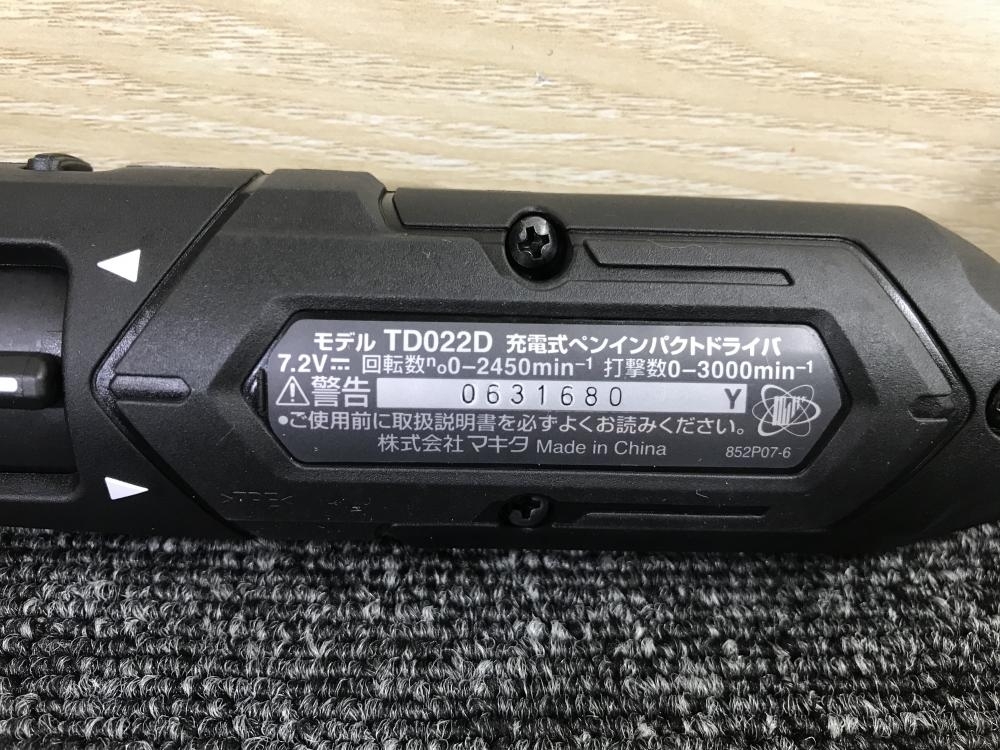 モデル TD022D 充電式ペンインパクトドライバ
7.2V⎓ 回転数n₀0-2450min⁻¹ 打撃数0-3000min⁻¹
⚠警告 0631680 Y
●ご使用前に取扱説明書を必ずよくお読みください。
株式会社マキタ Made in China 852P07-6